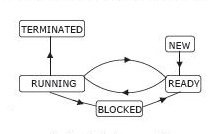 TERMINATED
NEW
RUNNING
READY
BLOCKED